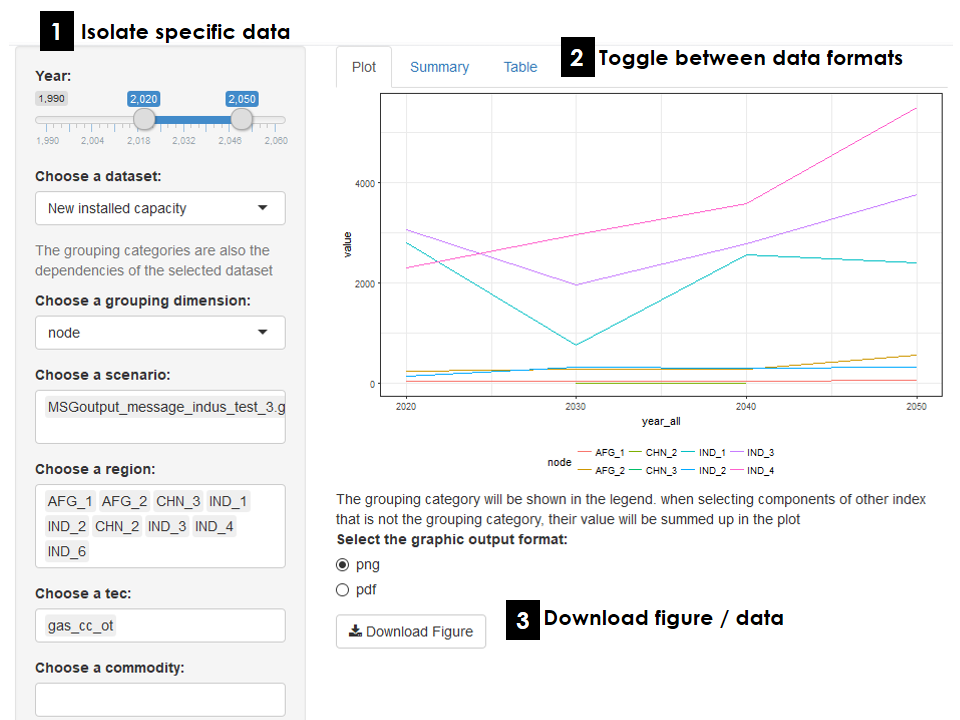 1 Isolate specific data
Year:
1,990
2,020
2,050
1,990 2,004 2,018 2,032 2,046 2,060
Choose a dataset:
New installed capacity
The grouping categories are also the
dependencies of the selected dataset
Choose a grouping dimension:
node
Choose a scenario:
MSGoutput_message_indus_test_3.g
Choose a region:
AFG_1 AFG_2 CHN_3 IND_1
IND_2 CHN_2 IND_3 IND_4
IND_6
Choose a tec:
gas_cc_ot
Choose a commodity:
Plot Summary Table
2 Toggle between data formats
value
4000
2000
0
2020 2030 2040 2050
year_all
node
AFG_1 CHN_2 IND_1 IND_3
AFG_2 CHN_3 IND_2 IND_4
The grouping category will be shown in the legend. when selecting components of other index
that is not the grouping category, their value will be summed up in the plot
Select the graphic output format:
png
pdf
Download Figure
3 Download figure / data